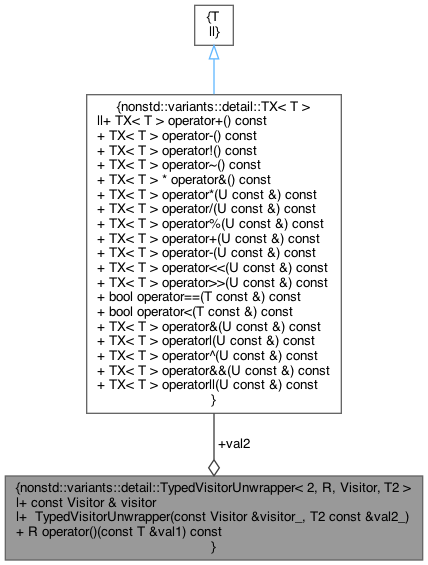 {T
||}
{nonstd::variants::detail::TX< T >
||+ TX< T > operator+() const
+ TX< T > operator-() const
+ TX< T > operator!() const
+ TX< T > operator~() const
+ TX< T > * operator&() const
+ TX< T > operator*(U const &) const
+ TX< T > operator/(U const &) const
+ TX< T > operator%(U const &) const
+ TX< T > operator+(U const &) const
+ TX< T > operator-(U const &) const
+ TX< T > operator<<(U const &) const
+ TX< T > operator>>(U const &) const
+ bool operator==(T const &) const
+ bool operator<(T const &) const
+ TX< T > operator&(U const &) const
+ TX< T > operator|(U const &) const
+ TX< T > operator^(U const &) const
+ TX< T > operator&&(U const &) const
+ TX< T > operator||(U const &) const
}
+val2
{nonstd::variants::detail::TypedVisitorUnwrapper< 2, R, Visitor, T2 >
|+ const Visitor & visitor
|+  TypedVisitorUnwrapper(const Visitor &visitor_, T2 const &val2_)
+ R operator()(const T &val1) const
}